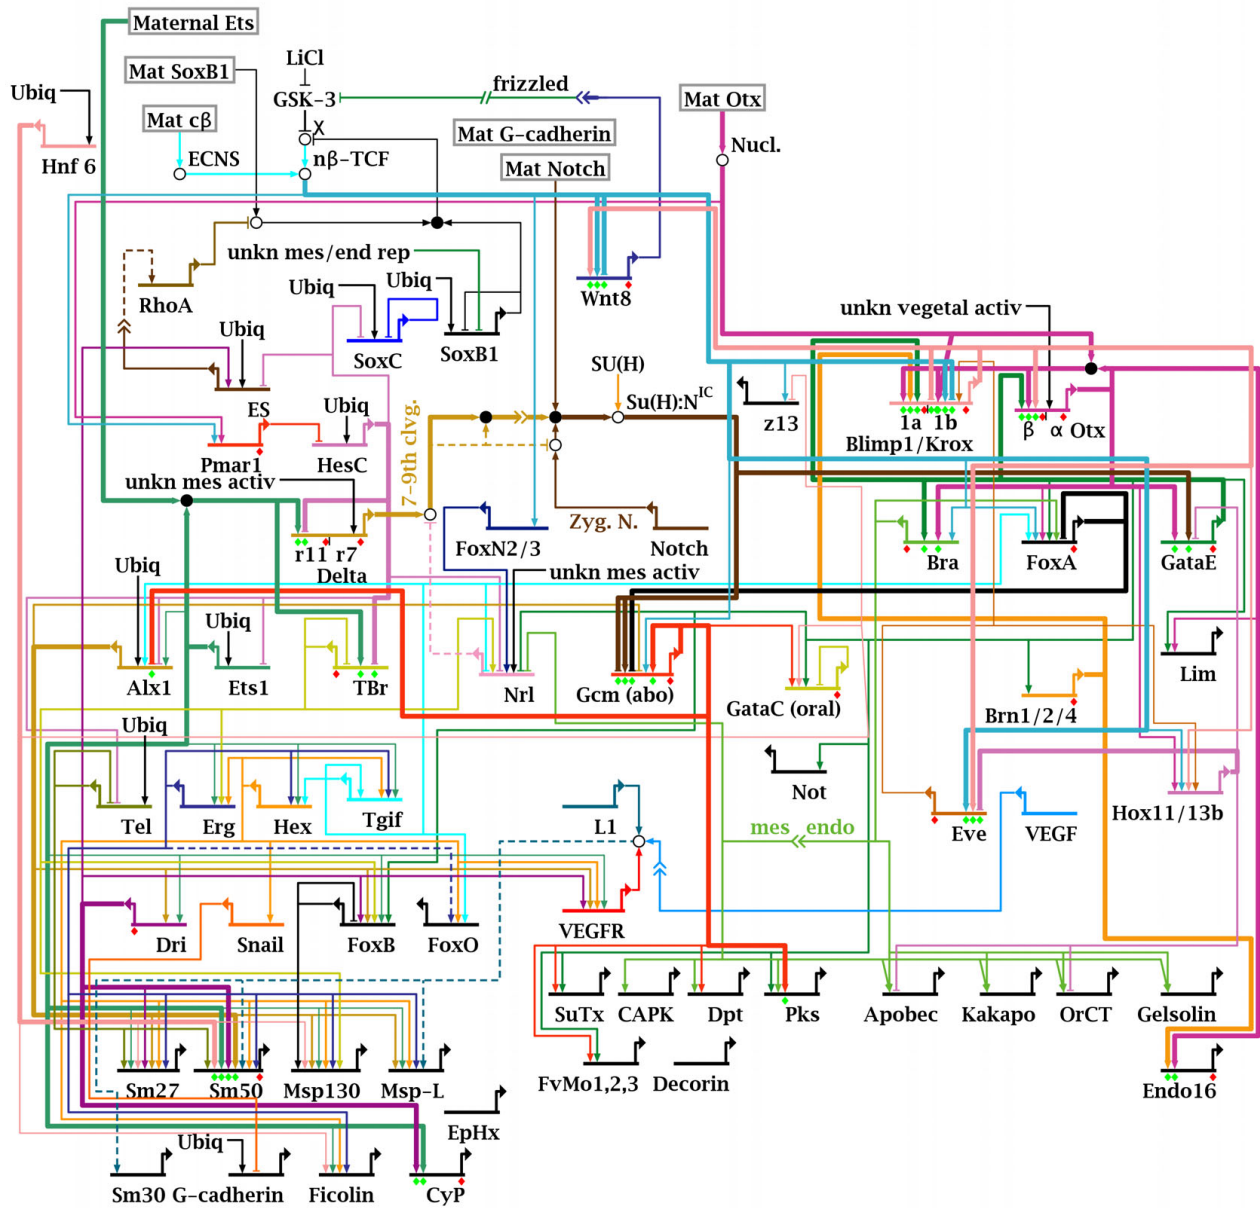 Maternal Ets
Mat SoxB1
Ubiq
Hnf 6
Mat cβ
ECNS
LiCl
GSK-3
X
nβ-TCF
frizzled
Mat G-cadherin
Mat Notch
Mat Otx
Nucl.
unkn mes/end rep
RhoA
Ubiq
SoxC
Ubiq
SoxB1
Wnt8
unkn vegetal activ
Ubiq
ES
SU(H)
Su(H):N^IC
z13
1a 1b
Blimp1/Krox
β α Otx
Pmar1
Ubiq
HesC
7-9th clvg.
unkn mes activ
r11 r7
Delta
FoxN2/3
Zyg. N.
Notch
Bra
FoxA
GataE
Ubiq
Alx1
Ubiq
Ets1
TBr
unkn mes activ
Nrl
Gcm (abo)
GataC (oral)
Brn1/2/4
Lim
Ubiq
Tel
Erg
Hex
Tgif
L1
Not
mes endo
Eve
VEGF
Hox11/13b
Dri
Snail
FoxB
FoxO
VEGFR
SuTx
CAPK
Dpt
Pks
Apobec
Kakapo
OrCT
Gelsolin
Sm27
Sm50
Msp130
Msp-L
FvMo1,2,3
Decorin
Endo16
EpHx
Ubiq
Sm30
G-cadherin
Ficolin
CyP